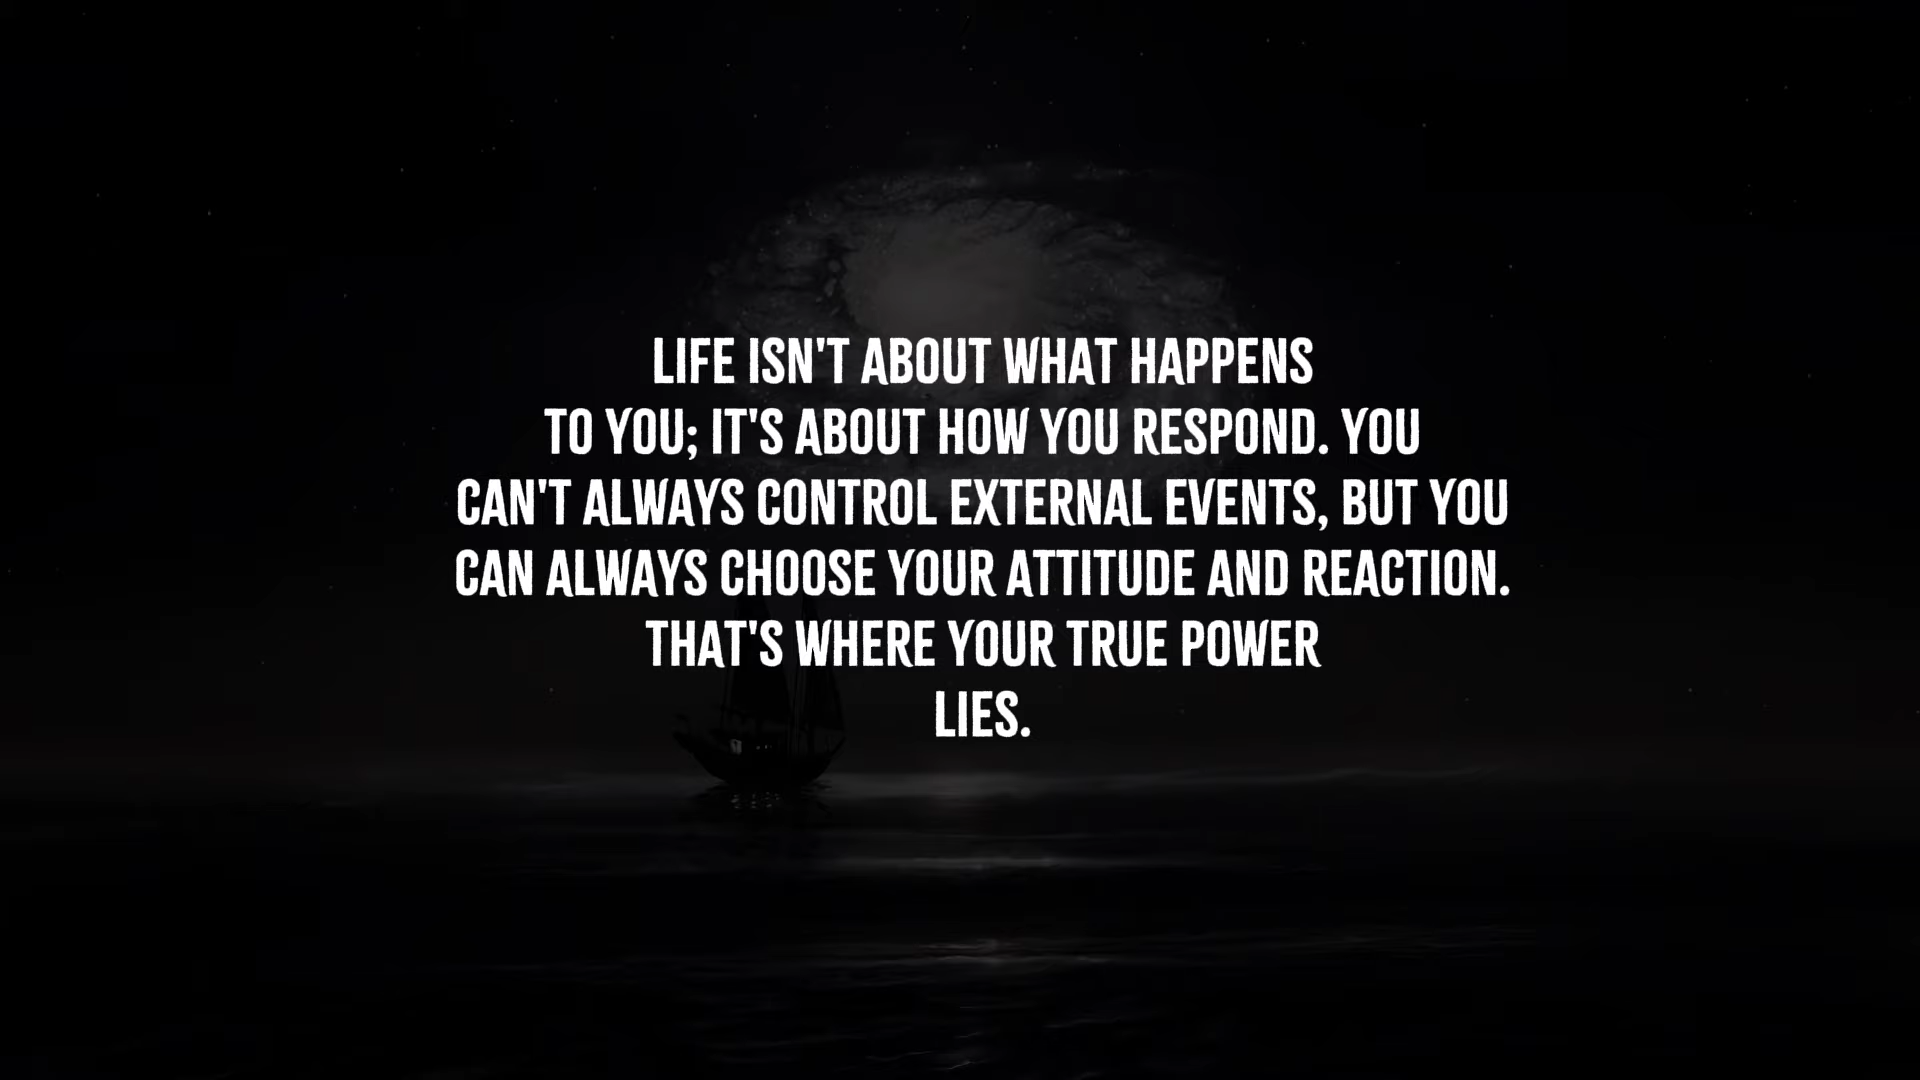 LIFE ISN'T ABOUT WHAT HAPPENS
TO YOU; IT'S ABOUT HOW YOU RESPOND. YOU
CAN'T ALWAYS CONTROL EXTERNAL EVENTS, BUT YOU
CAN ALWAYS CHOOSE YOUR ATTITUDE AND REACTION.
THAT'S WHERE YOUR TRUE POWER
LIES.